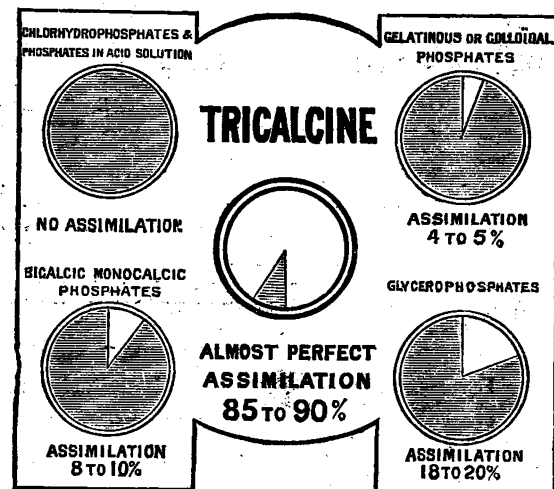 CHLORHYDROPHOSPHATES &
PHOSPHATES IN ACID SOLUTION
NO ASSIMILATION
BICALCIC MONOCALCIC
PHOSPHATES
ASSIMILATION
8 TO 10%
TRICALCINE
ALMOST PERFECT
ASSIMILATION
85 TO 90%
GELATINOUS OR COLLOÏDAL
PHOSPHATES
ASSIMILATION
4 TO 5%
GLYCEROPHOSPHATES
ASSIMILATION
18 TO 20%